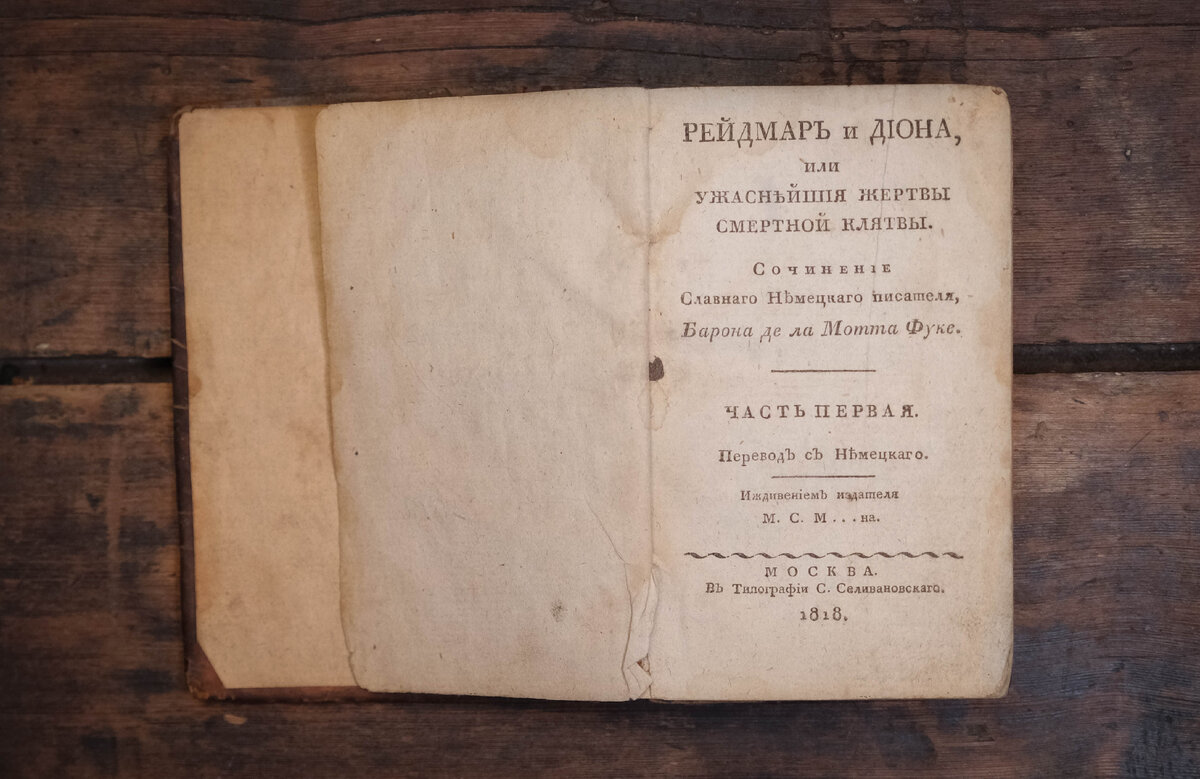 РЕЙДМАРЪ и ДІОНА,
ИЛИ
УЖАСНѢЙШІЯ ЖЕРТВЫ
СМЕРТНОЙ КЛЯТВЫ.
Сочиненіе
Славнаго Нѣмецкаго писателя,
Барона де ла Мотта Фуке.
ЧАСТЬ ПЕРВАЯ.
Переводъ съ Нѣмецкаго.
Иждивеніемъ издателя
М. С. М...на.
МОСКВА.
Въ Типографіи С. Селивановскаго.
1818.